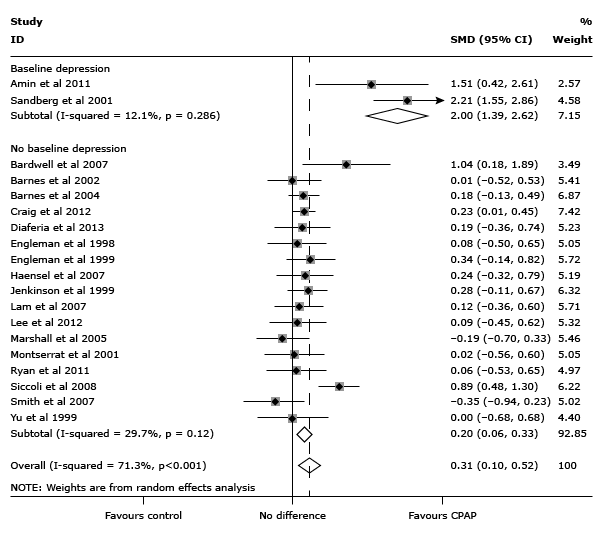 Study %
ID SMD (95% CI) Weight
Baseline depression
Amin et al 2011 1.51 (0.42, 2.61) 2.57
Sandberg et al 2001 2.21 (1.55, 2.86) 4.58
Subtotal (I-squared = 12.1%, p = 0.286) 2.00 (1.39, 2.62) 7.15
No baseline depression
Bardwell et al 2007 1.04 (0.18, 1.89) 3.49
Barnes et al 2002 0.01 (−0.52, 0.53) 5.41
Barnes et al 2004 0.18 (−0.13, 0.49) 6.87
Craig et al 2012 0.23 (0.01, 0.45) 7.42
Diaferia et al 2013 0.19 (−0.36, 0.74) 5.23
Engleman et al 1998 0.08 (−0.50, 0.65) 5.05
Engleman et al 1999 0.34 (−0.14, 0.82) 5.72
Haensel et al 2007 0.24 (−0.32, 0.79) 5.19
Jenkinson et al 1999 0.28 (−0.11, 0.67) 6.32
Lam et al 2007 0.12 (−0.36, 0.60) 5.71
Lee et al 2012 0.09 (−0.45, 0.62) 5.32
Marshall et al 2005 −0.19 (−0.70, 0.33) 5.46
Montserrat et al 2001 0.02 (−0.56, 0.60) 5.05
Ryan et al 2011 0.06 (−0.53, 0.65) 4.97
Siccoli et al 2008 0.89 (0.48, 1.30) 6.22
Smith et al 2007 −0.35 (−0.94, 0.23) 5.02
Yu et al 1999 0.00 (−0.68, 0.68) 4.40
Subtotal (I-squared = 29.7%, p = 0.12) 0.20 (0.06, 0.33) 92.85
Overall (I-squared = 71.3%, p<0.001) 0.31 (0.10, 0.52) 100
NOTE: Weights are from random effects analysis
Favours control No difference Favours CPAP